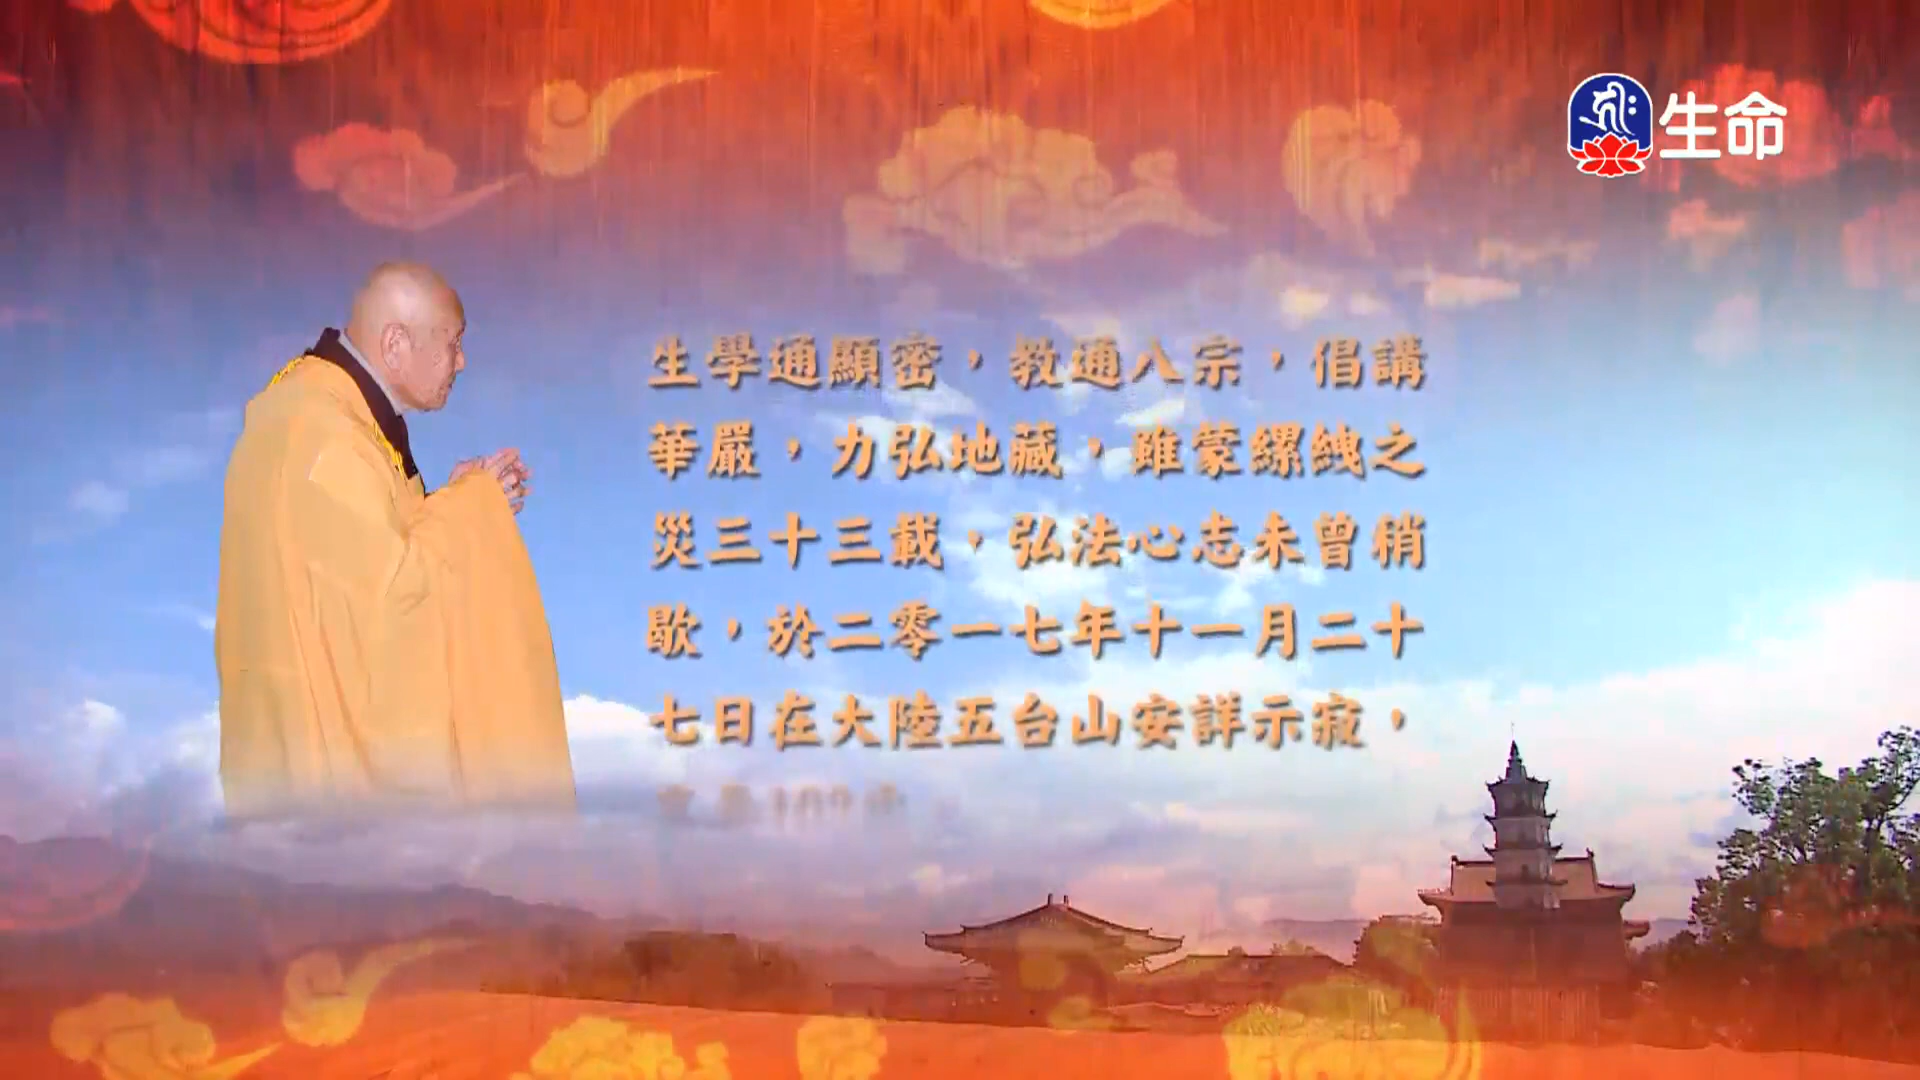 生命
生學通顯密，教通八宗，倡講
華嚴，力弘地藏，雖蒙縲絏之
災三十三載，弘法心志未曾稍
歇，於二零一七年十一月二十
七日在大陸五台山安詳示寂，